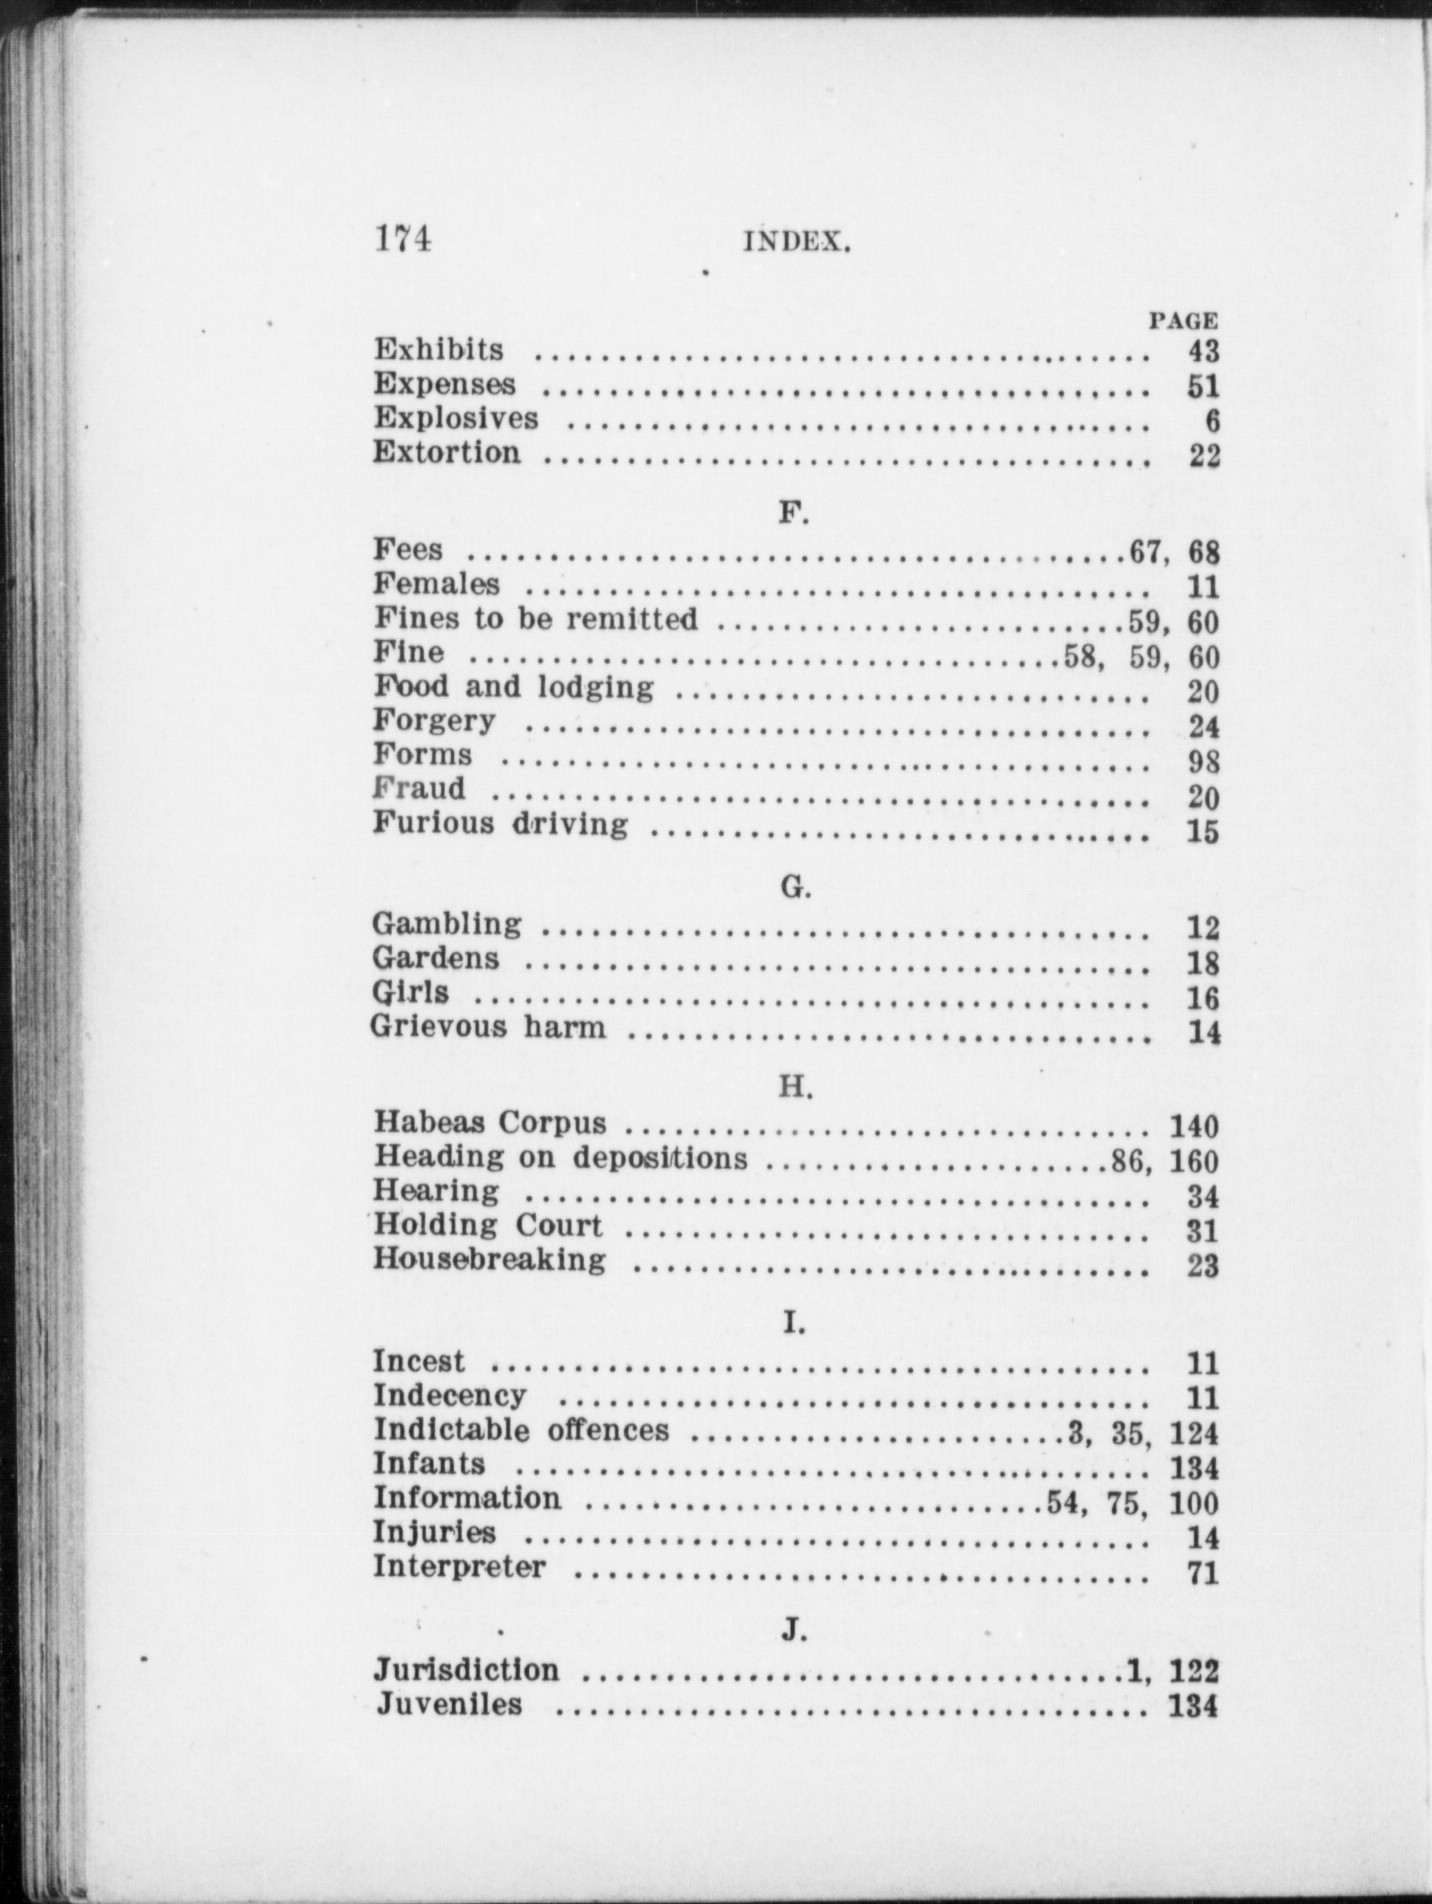 174 INDEX.
PAGE
Exhibits ........................................ 43
Expenses ........................................ 51
Explosives ........................................ 6
Extortion ........................................ 22
F.
Fees ........................................67, 68
Females ........................................ 11
Fines to be remitted .........................59, 60
Fine ....................................58, 59, 60
Food and lodging .............................. 20
Forgery ........................................ 24
Forms ........................................ 98
Fraud ........................................ 20
Furious driving .............................. 15
G.
Gambling ...................................... 12
Gardens ....................................... 18
Girls ......................................... 16
Grievous harm ................................. 14
H.
Habeas Corpus ................................ 140
Heading on depositions .....................86, 160
Hearing ....................................... 34
Holding Court ................................ 31
Housebreaking ................................ 23
I.
Incest ........................................ 11
Indecency ..................................... 11
Indictable offences .......................3, 35, 124
Infants ...................................... 134
Information ............................54, 75, 100
Injuries ...................................... 14
Interpreter ................................... 71
J.
Jurisdiction .................................1, 122
Juveniles .................................... 134